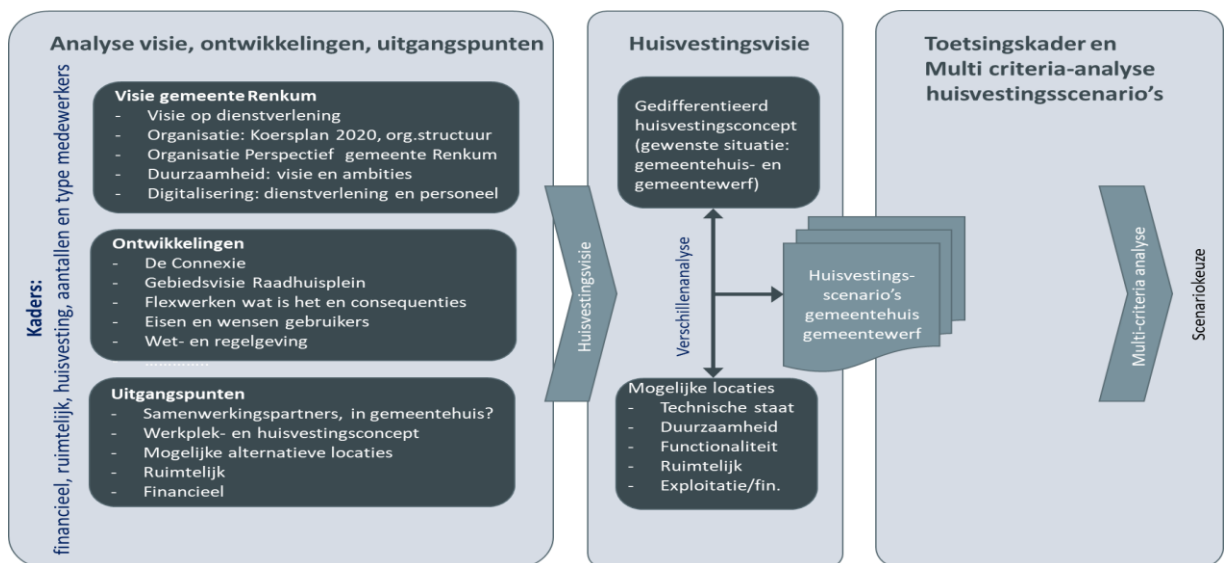 Kaders:
financieel, ruimtelijk, huisvesting, aantallen en type medewerkers
Analyse visie, ontwikkelingen, uitgangspunten
Visie gemeente Renkum
- Visie op dienstverlening
- Organisatie: Koersplan 2020, org.structuur
- Organisatie Perspectief gemeente Renkum
- Duurzaamheid: visie en ambities
- Digitalisering: dienstverlening en personeel
Ontwikkelingen
- De Connexie
- Gebiedsvisie Raadhuisplein
- Flexwerken wat is het en consequenties
- Eisen en wensen gebruikers
- Wet- en regelgeving
- ..............
Uitgangspunten
- Samenwerkingspartners, in gemeentehuis?
- Werkplek- en huisvestingsconcept
- Mogelijke alternatieve locaties
- Ruimtelijk
- Financieel
Huisvestingsvisie
Huisvestingsvisie
Gedifferentieerd
huisvestingsconcept
(gewenste situatie:
gemeentehuis- en
gemeentewerf)
Verschillenanalyse
Huisvestings-
scenario's
gemeentehuis
gemeentewerf
Mogelijke locaties
- Technische staat
- Duurzaamheid
- Functionaliteit
- Ruimtelijk
- Exploitatie/fin.
Toetsingskader en
Multi criteria-analyse
huisvestingsscenario's
Multi-criteria analyse
Scenariokeuze